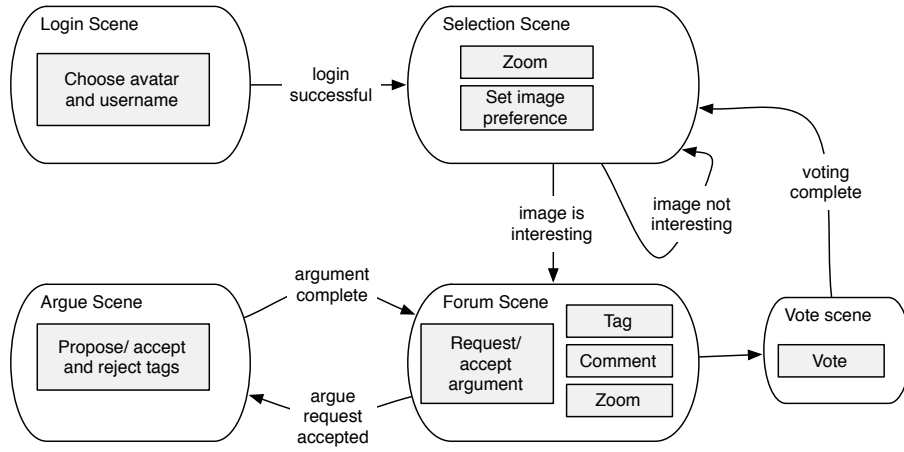 Login Scene
Choose avatar
and username
login
successful
Selection Scene
Zoom
Set image
preference
image is
interesting
image not
interesting
voting
complete
Argue Scene
Propose/ accept
and reject tags
argument
complete
argue
request
accepted
Forum Scene
Request/
accept
argument
Tag
Comment
Zoom
Vote scene
Vote